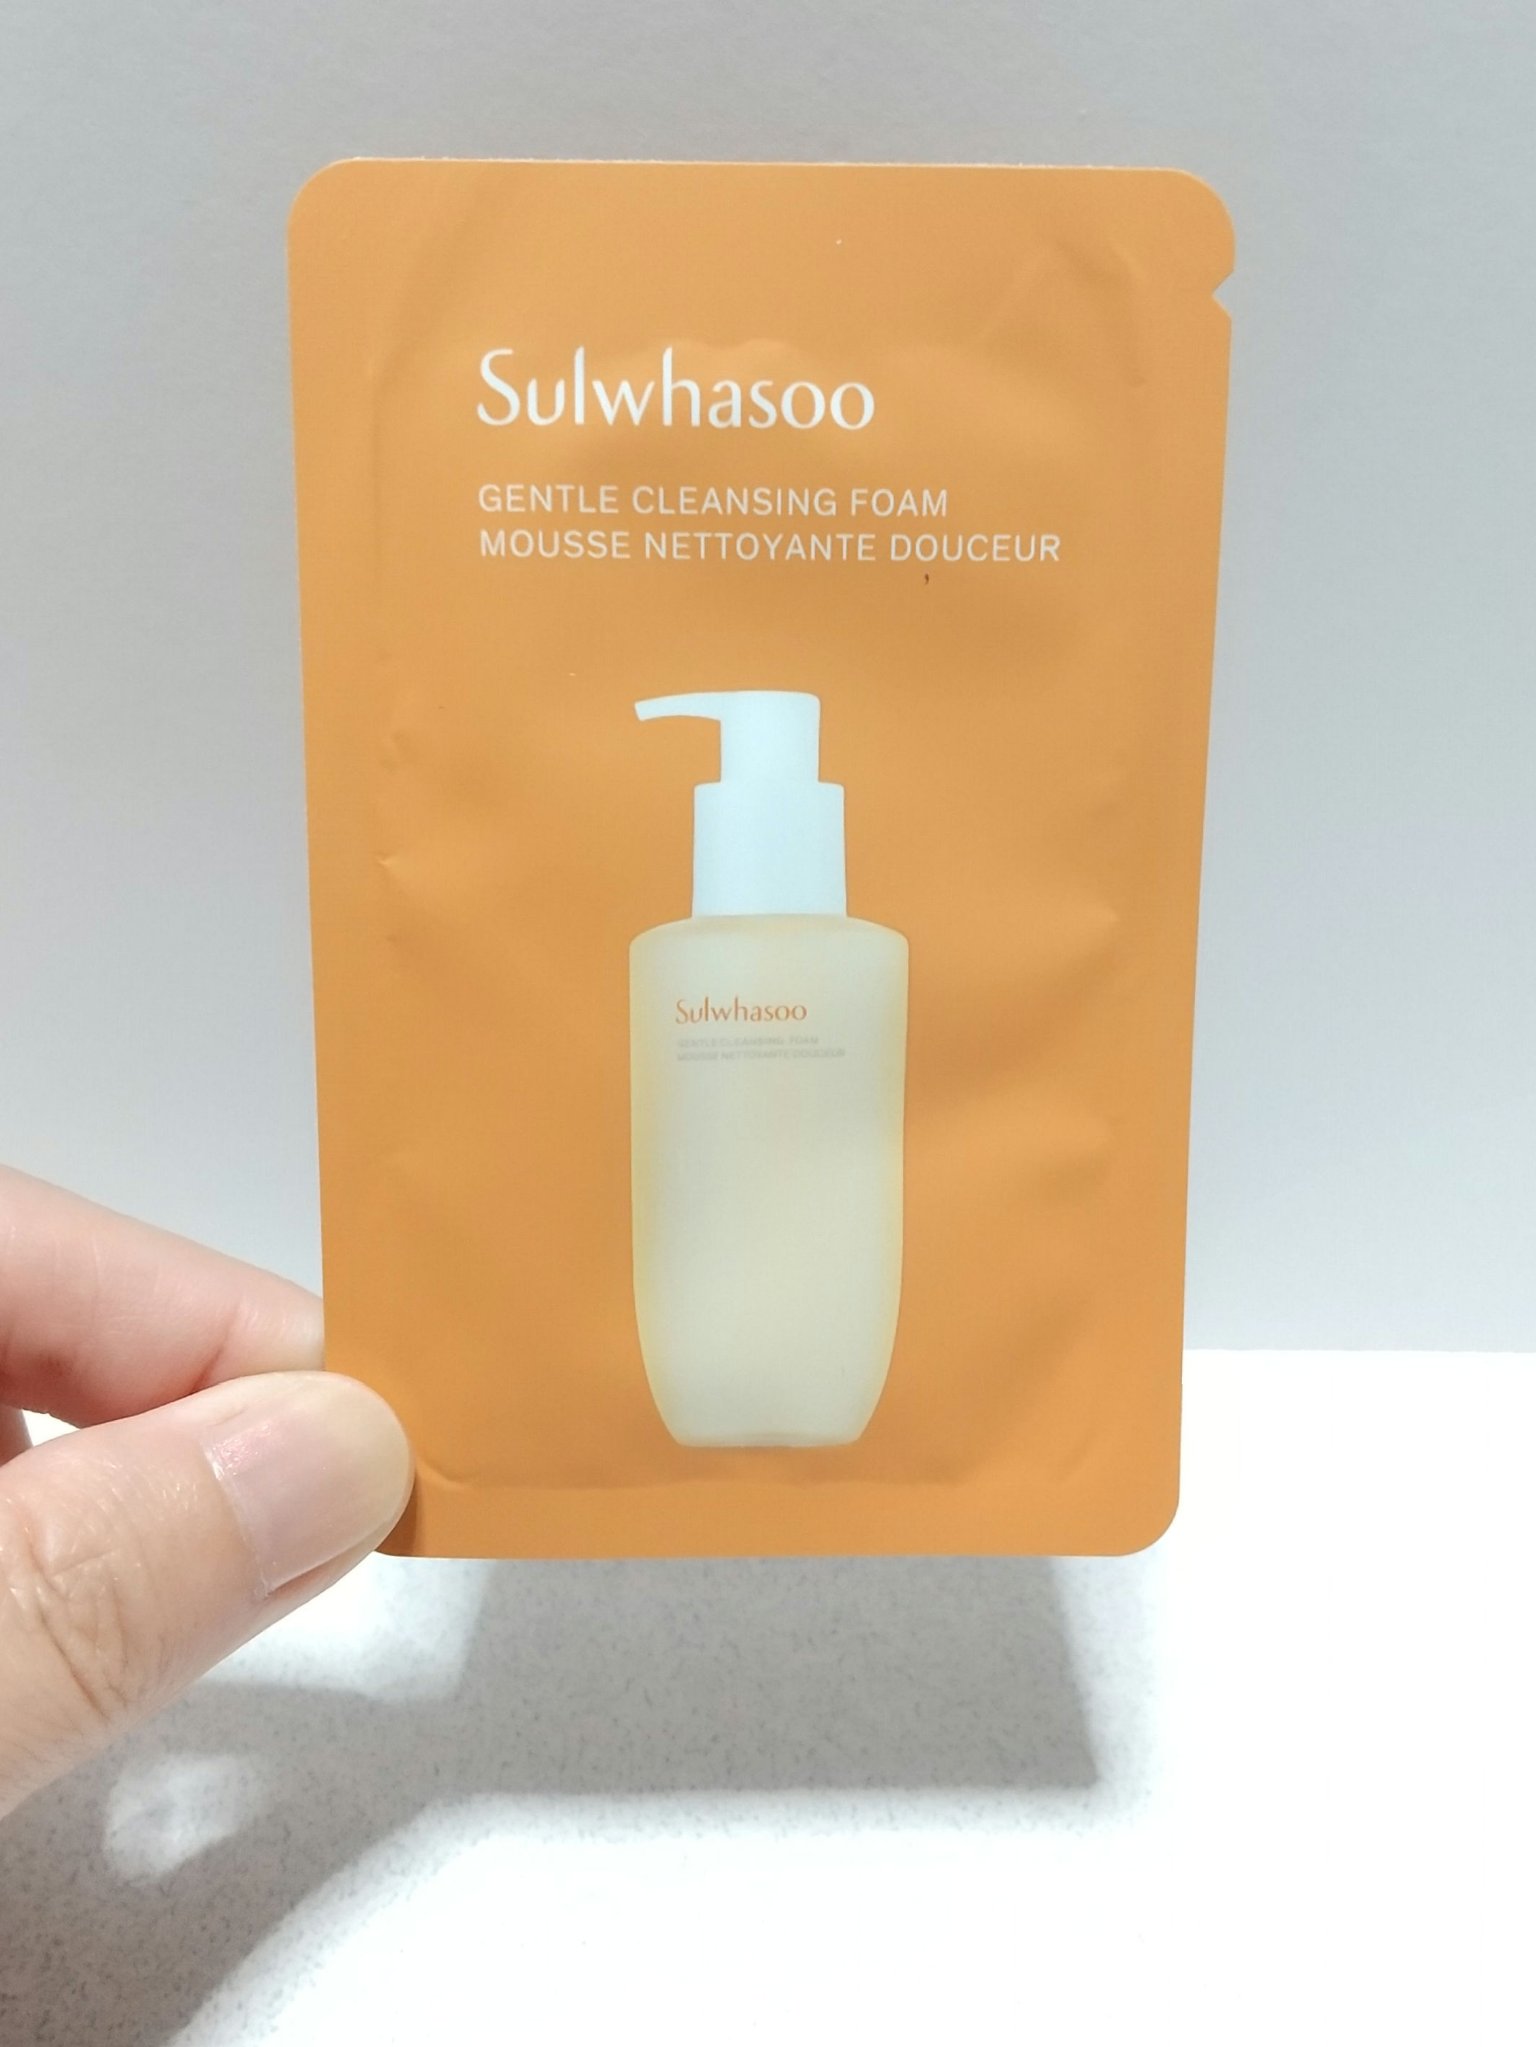 Sulwhasoo
GENTLE CLEANSING FOAM
MOUSSE NETTOYANTE DOUCEUR
Sulwhasoo
GENTLE CLEANSING FOAM
MOUSSE NETTOYANTE DOUCEUR